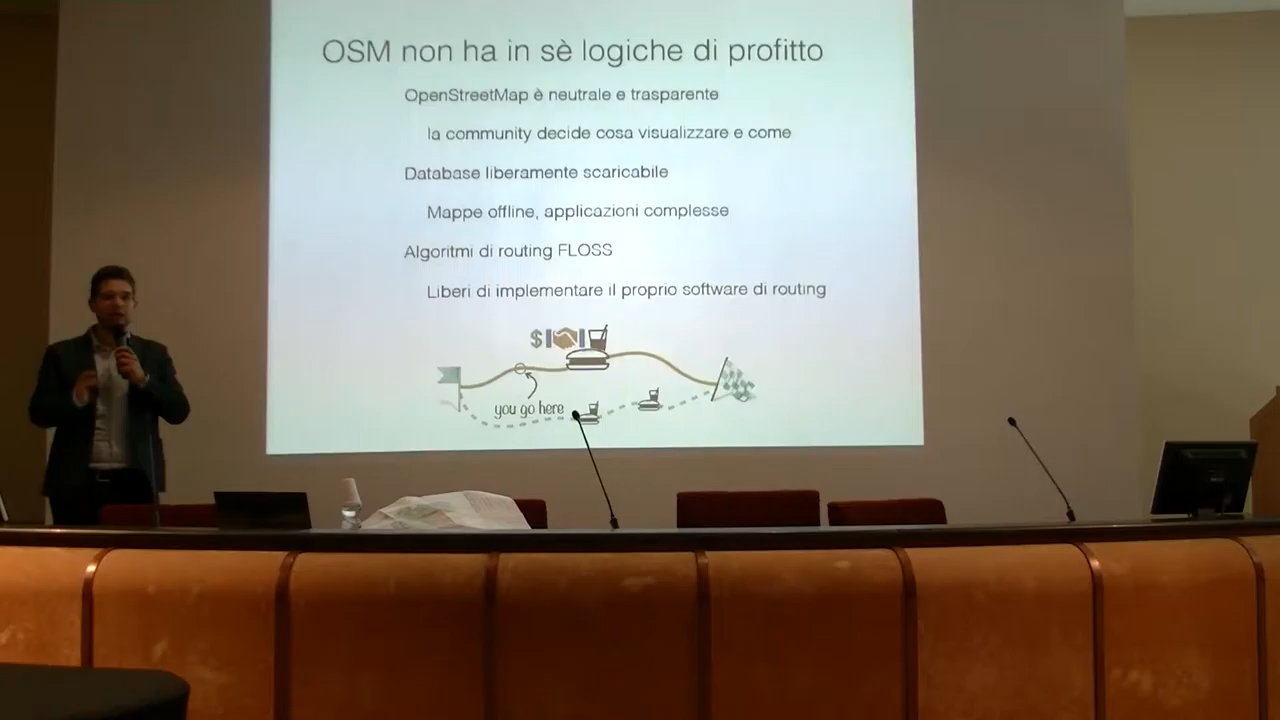 OSM non ha in sè logiche di profitto
OpenStreetMap è neutrale e trasparente
la community decide cosa visualizzare e come
Database liberamente scaricabile
Mappe offline, applicazioni complesse
Algoritmi di routing FLOSS
Liberi di implementare il proprio software di routing
$
you go here